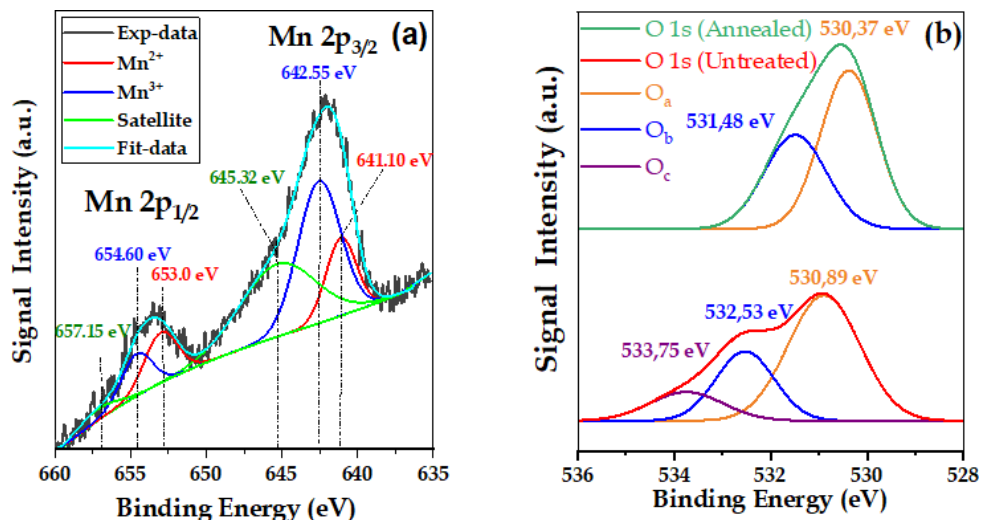 Exp-data
Mn2+
Mn3+
Satellite
Fit-data
Mn 2p3/2
(a)
642.55 eV
645.32 eV
641.10 eV
Mn 2p1/2
654.60 eV
653.0 eV
657.15 eV
Signal Intensity (a.u.)
660 655 650 645 640 635
Binding Energy (eV)
O 1s (Annealed)
O 1s (Untreated)
Oa
Ob
Oc
530,37 eV
(b)
531,48 eV
530,89 eV
532,53 eV
533,75 eV
Signal Intensity (a.u.)
536 534 532 530 528
Binding Energy (eV)